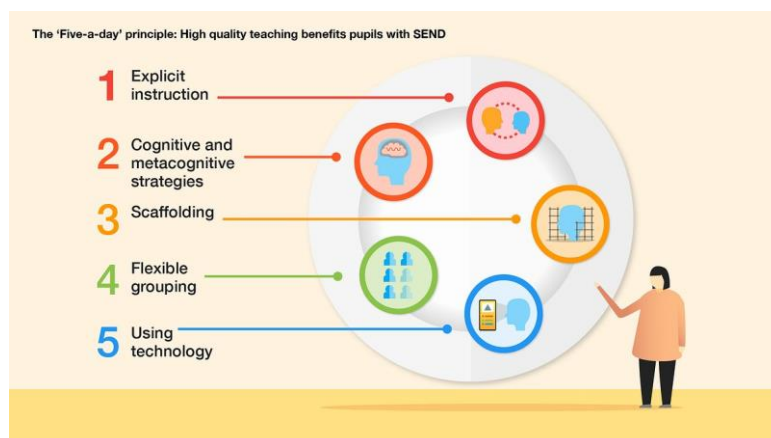 The ‘Five-a-day’ principle: High quality teaching benefits pupils with SEND
1 Explicit
instruction
2 Cognitive and
metacognitive
strategies
3 Scaffolding
4 Flexible
grouping
5 Using
technology